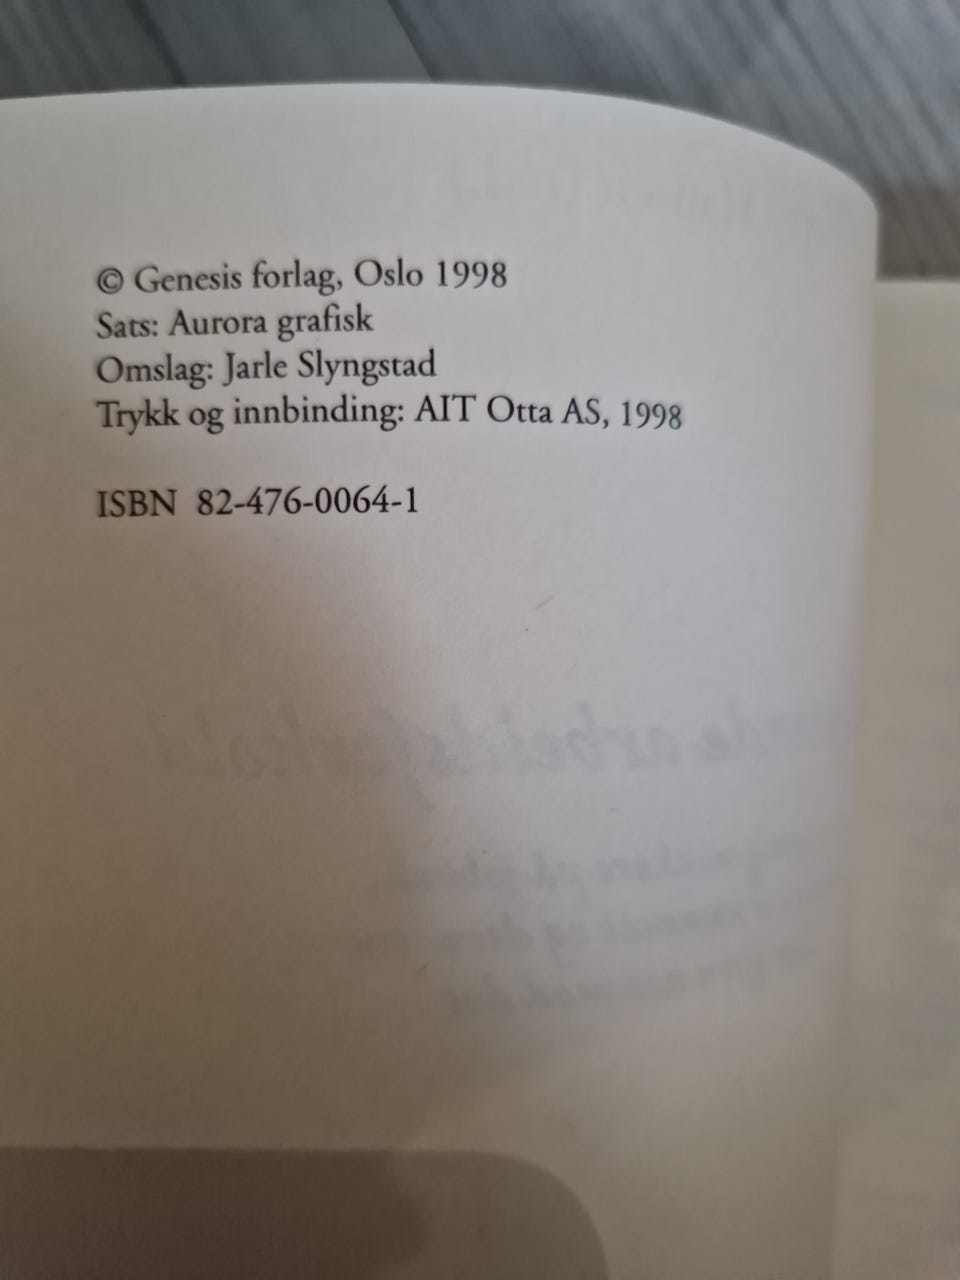 © Genesis forlag, Oslo 1998
Sats: Aurora grafisk
Omslag: Jarle Slyngstad
Trykk og innbinding: AIT Otta AS, 1998
ISBN 82-476-0064-1